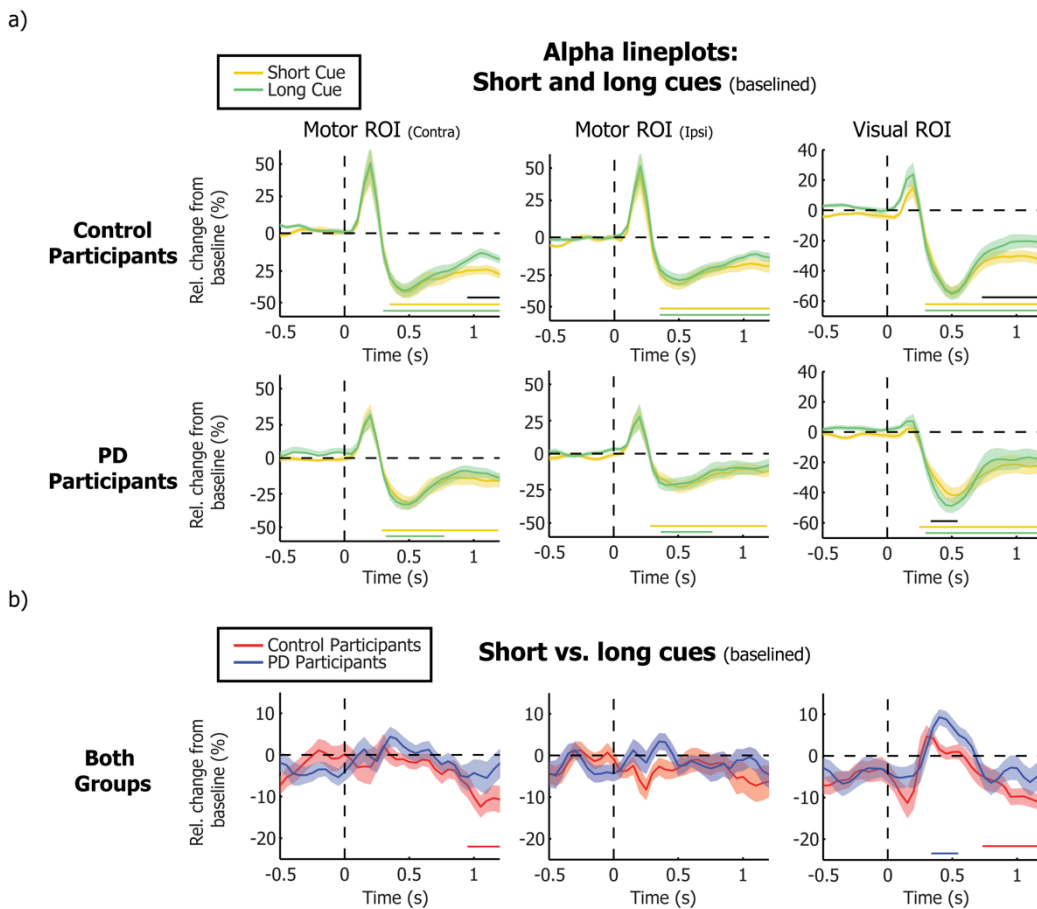 a)
Alpha lineplots:
Short and long cues (baselined)
Short Cue
Long Cue
Motor ROI (Contra)
Motor ROI (Ipsi)
Visual ROI
Control
Participants
Rel. change from
baseline (%)
50
25
0
25
-50
-0.5 0 0.5 1
Time (s)
50
25
0
-25
-50
-0.5 0 0.5 1
Time (s)
40
20
0
-20
-40
-60
-0.5 0 0.5 1
Time (s)
PD
Participants
Rel. change from
baseline (%)
50
25
0
-25
-50
-0.5 0 0.5 1
Time (s)
50
25
0
-25
-50
-0.5 0 0.5 1
Time (s)
40
20
0
-20
-40
-60
-0.5 0 0.5 1
Time (s)
b)
Control Participants
PD Participants
Short vs. long cues (baselined)
Both
Groups
Rel. change from
baseline (%)
10
0
-10
-20
-0.5 0 0.5 1
Time (s)
10
0
-10
-20
-0.5 0 0.5 1
Time (s)
10
0
-10
-20
-0.5 0 0.5 1
Time (s)